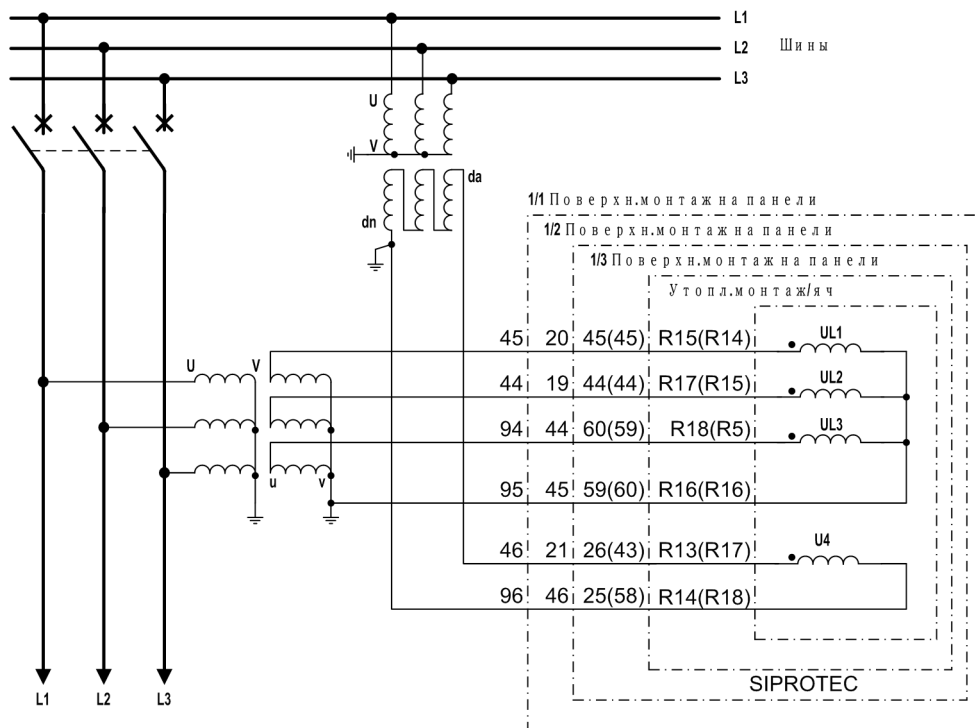 L1
L2 Шины
L3
U
V
da
dn
1/1 Поверхн.монтаж на панели
1/2 Поверхн.монтаж на панели
1/3 Поверхн.монтаж на панели
Утопл.монтаж/яч
45 20 45(45) R15(R14) UL1
U V
44 19 44(44) R17(R15) UL2
94 44 60(59) R18(R5) UL3
u v
95 45 59(60) R16(R16)
46 21 26(43) R13(R17) U4
96 46 25(58) R14(R18)
SIPROTEC
L1 L2 L3